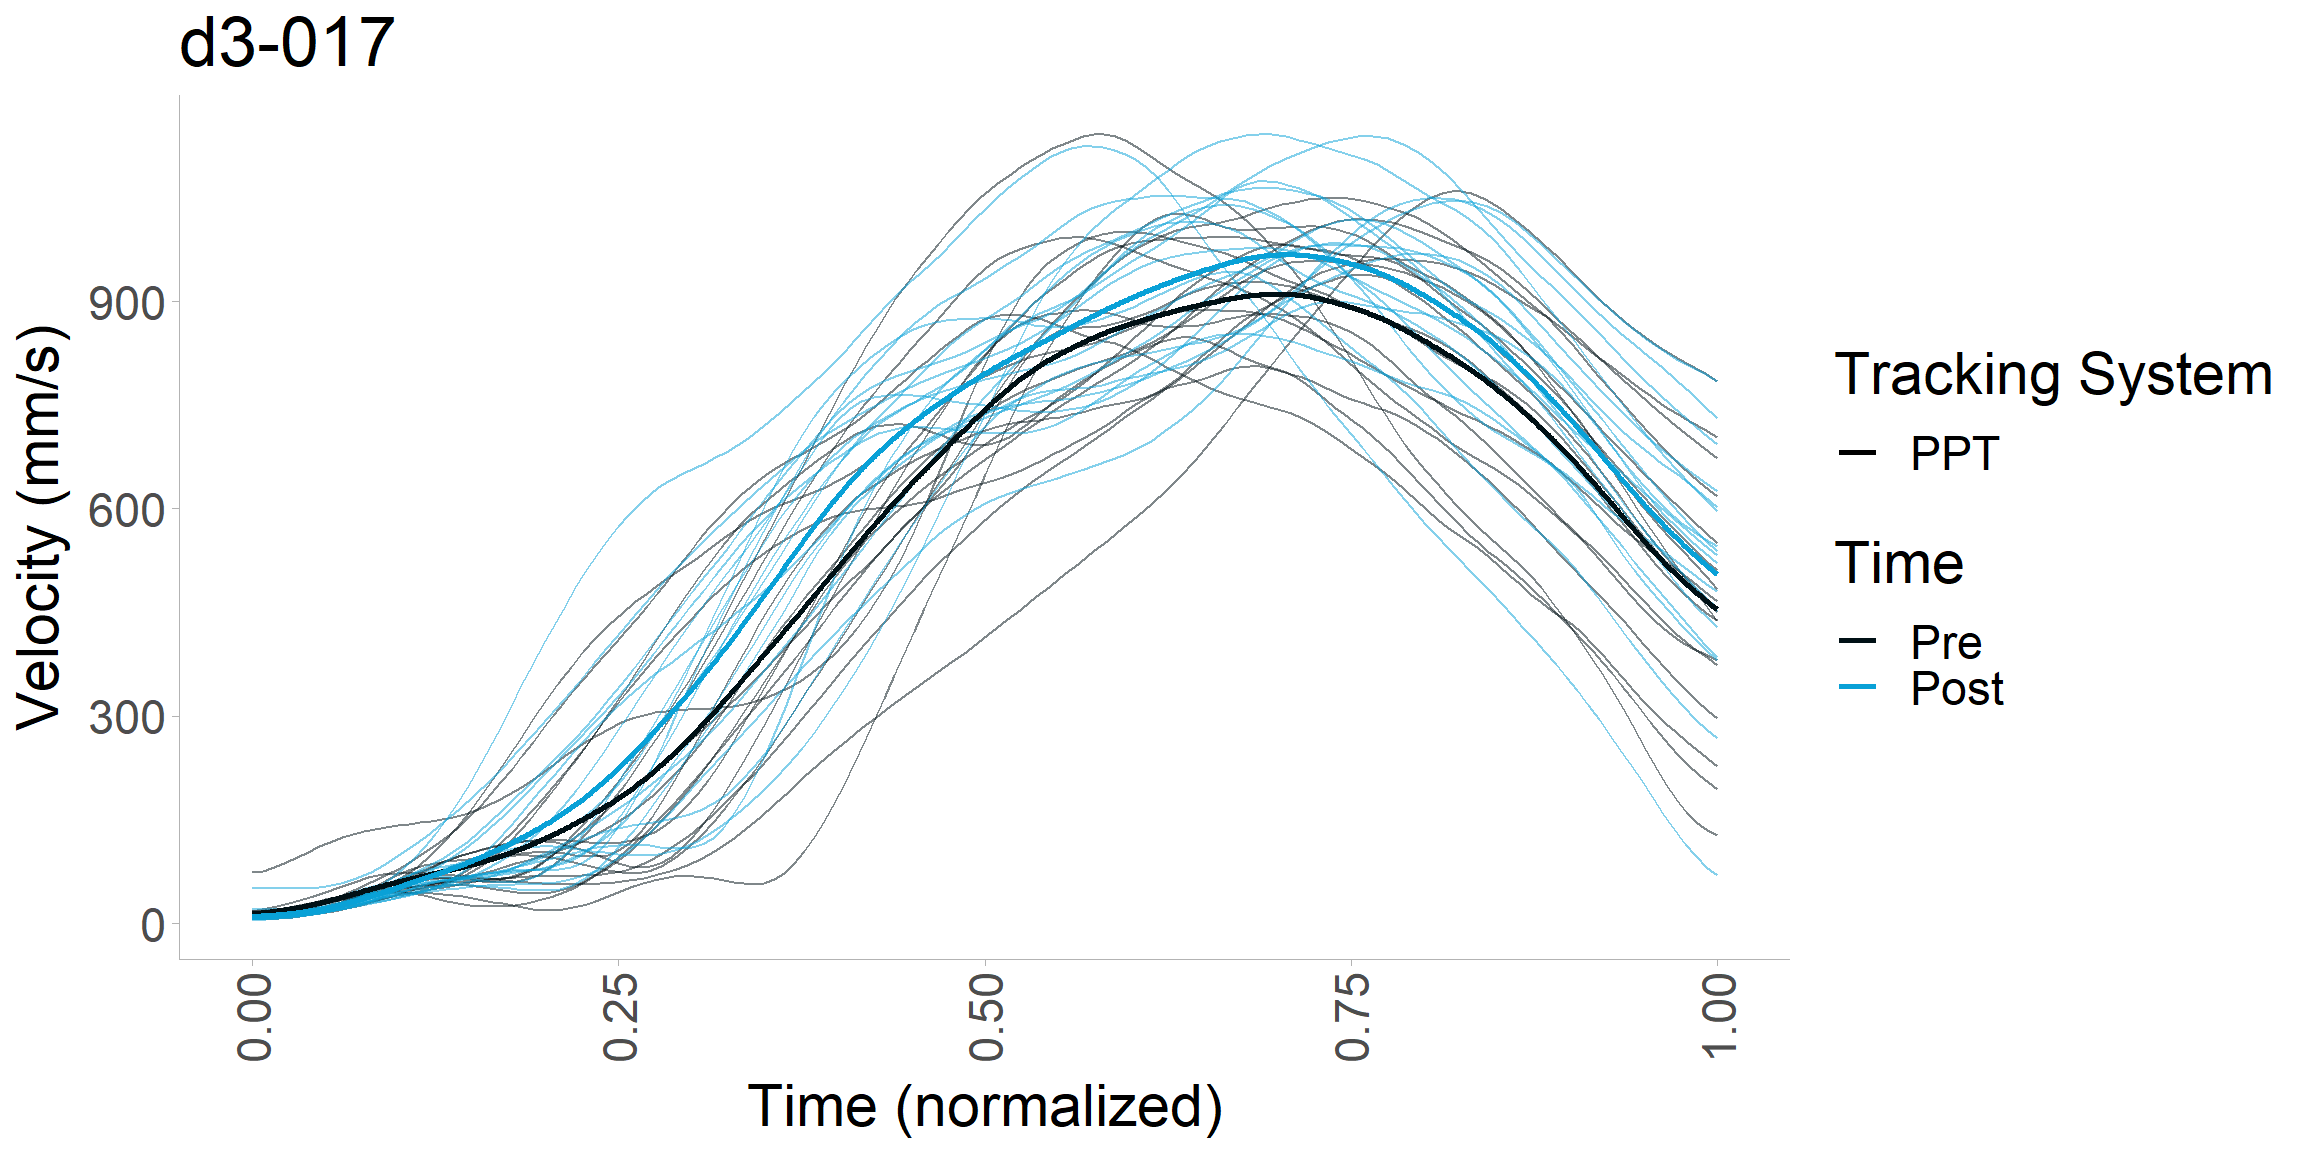 d3-017
Velocity (mm/s)
900
600
300
0
0.00
0.25
0.50
0.75
1.00
Time (normalized)
Tracking System
PPT
Time
Pre
Post